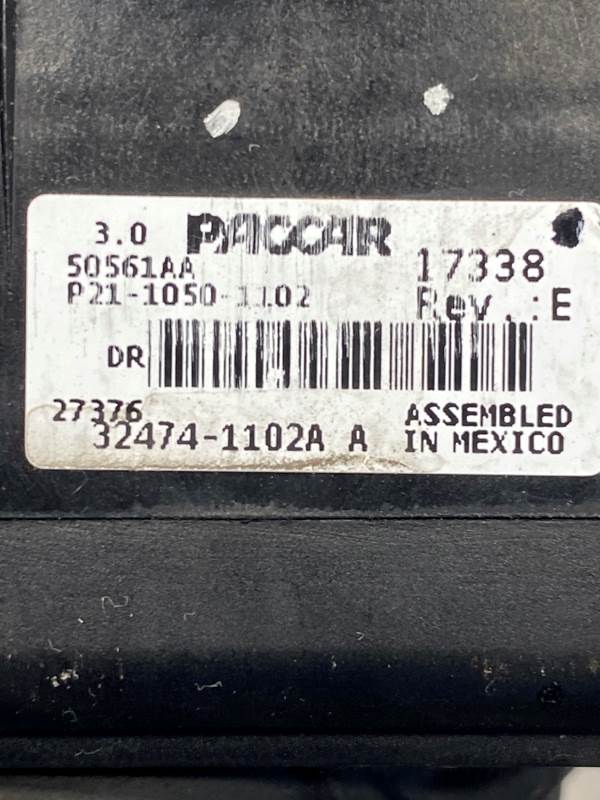 3.0 PACCAR
50561AA 17338
P21-1050-1102 Rev.:E
DR
27376 ASSEMBLED
32474-1102A A IN MEXICO